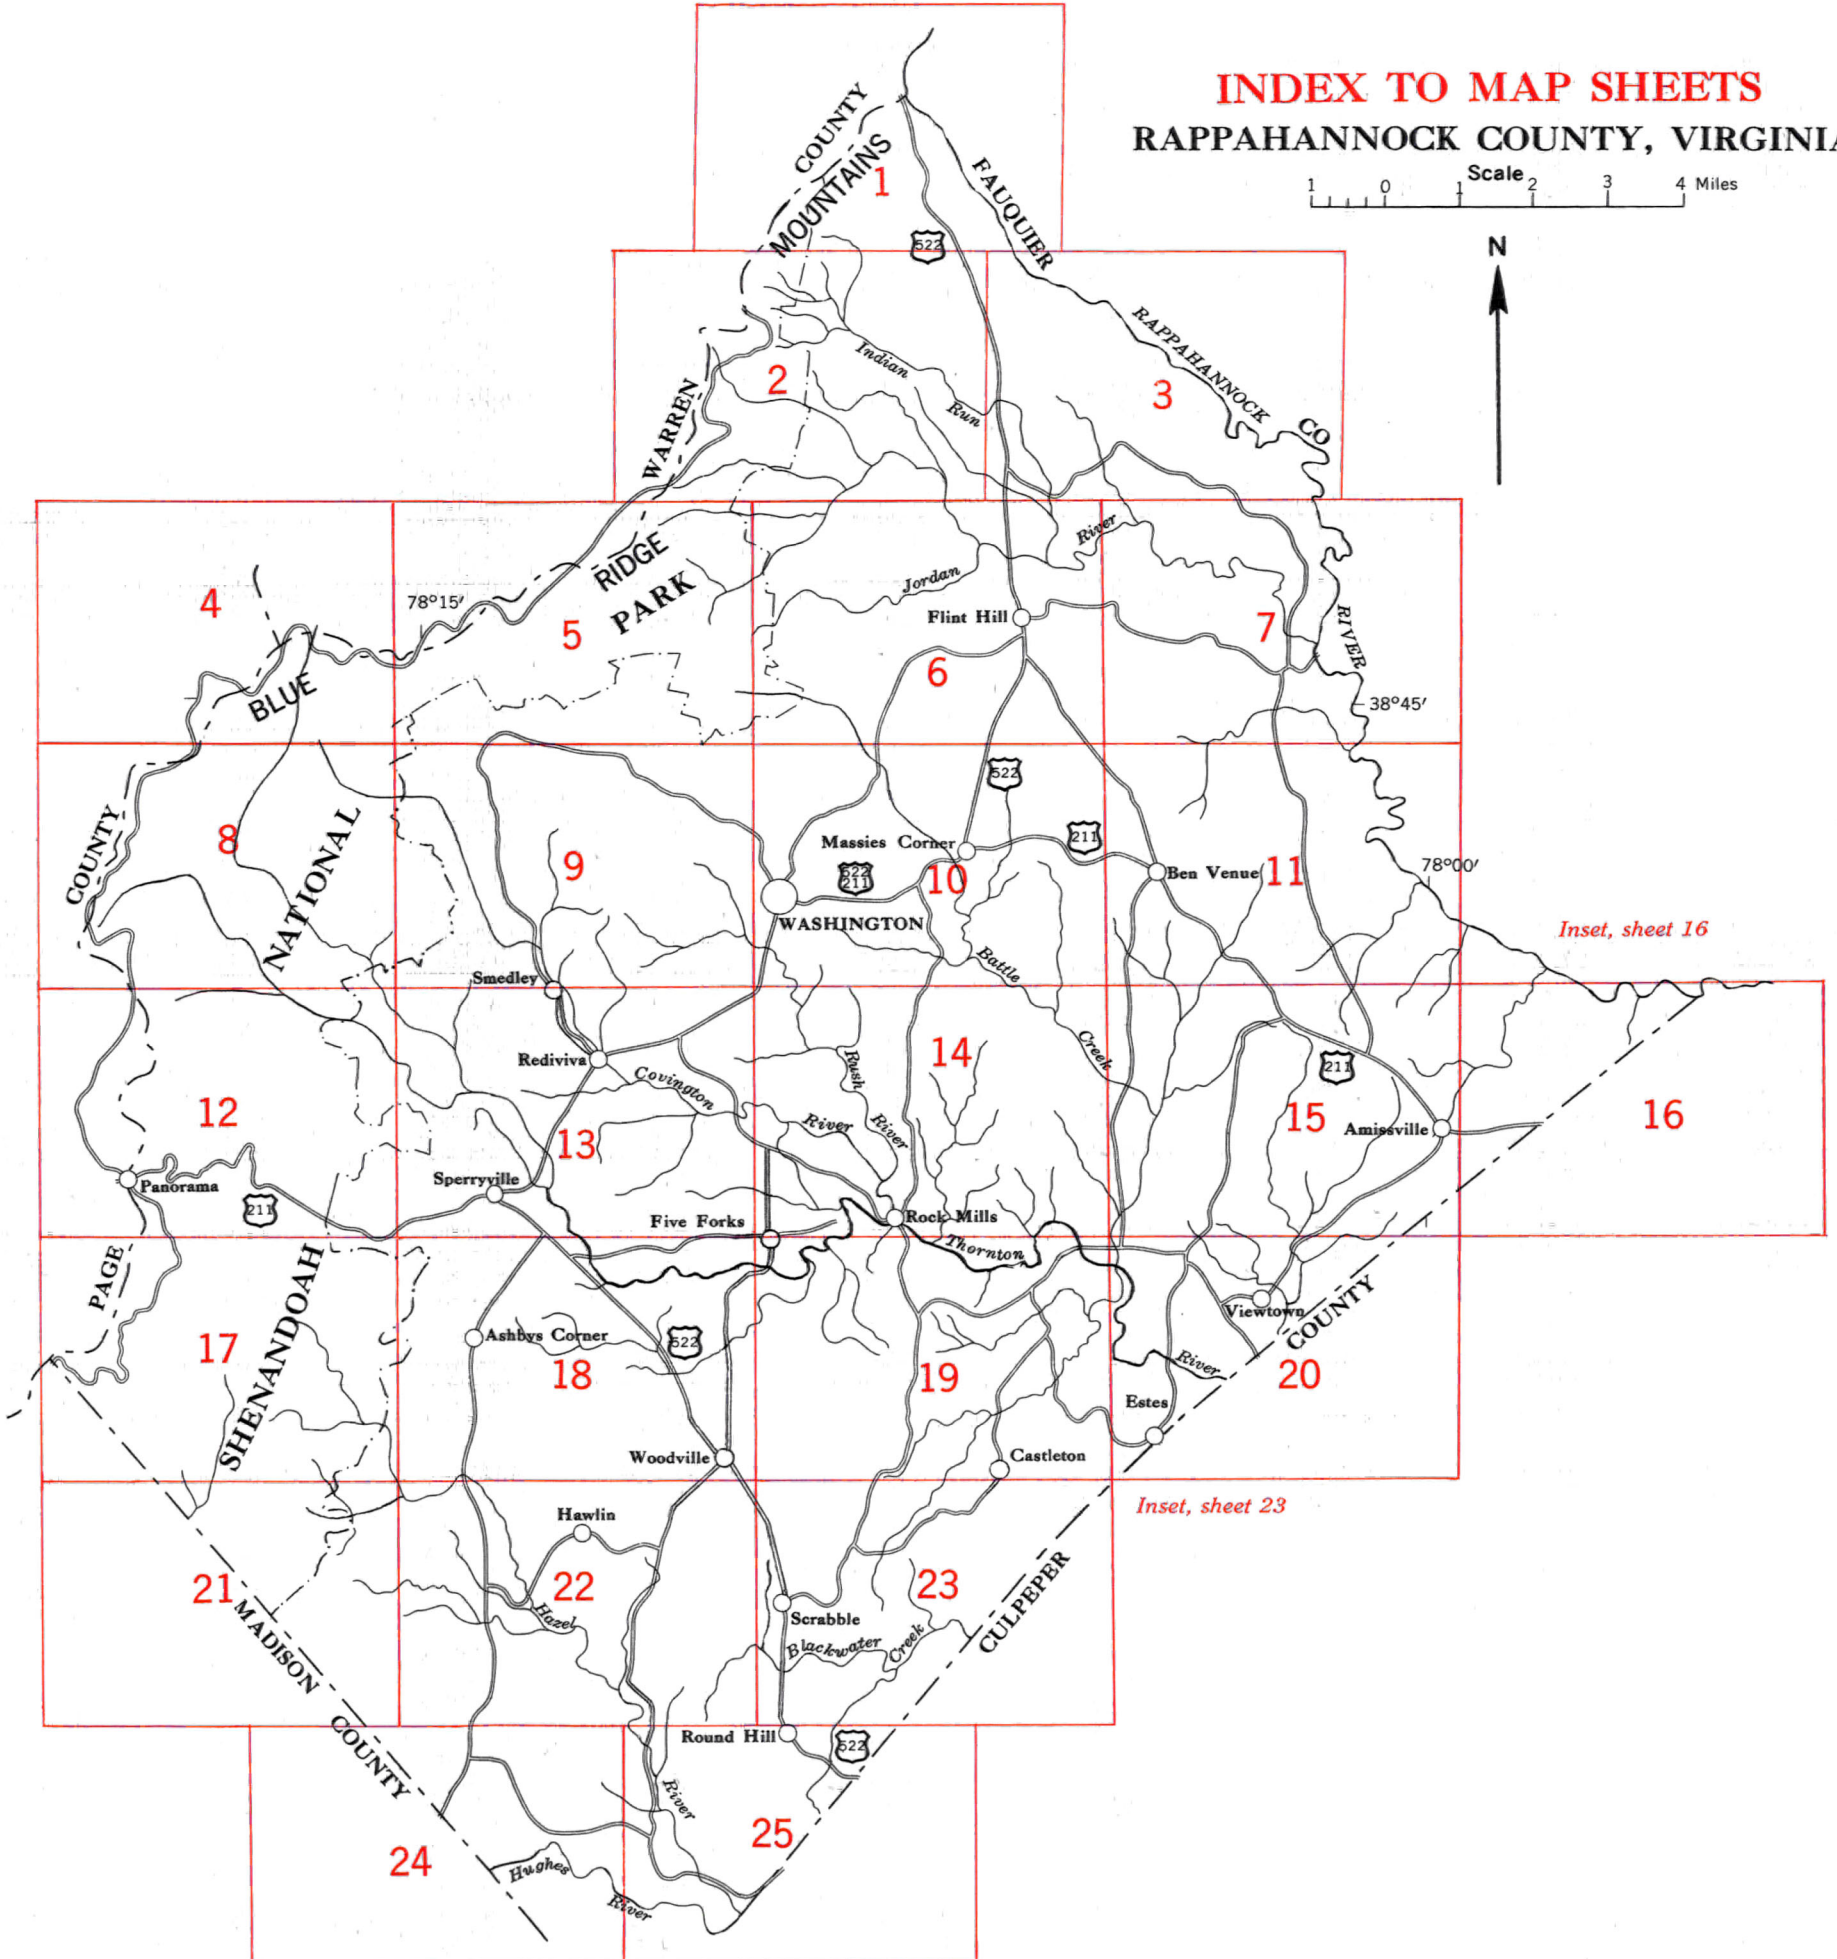 INDEX TO MAP SHEETS
RAPPAHANNOCK COUNTY, VIRGINIA
Scale
1 0 1 2 3 4 Miles
N
COUNTY
MOUNTAINS
1
FAUQUIER
522
RAPPAHANNOCK
CO
Indian
Run
2
3
WARREN
River
RIDGE
PARK
Jordan
4
78°15'
5
Flint Hill
7
RIVER
6
BLUE
38°45'
522
COUNTY
8
NATIONAL
9
Massies Corner
211
522
211
10
Ben Venue
11
78°00'
WASHINGTON
Inset, sheet 16
Battle
Smedley
Creek
14
Rediviva
Covington
Rush
River
211
12
13
River
15
Amissville
16
Panorama
211
Sperryville
Five Forks
Rock Mills
Thornton
PAGE
SHENANDOAH
Viewtown
COUNTY
17
Ashbys Corner
522
18
19
River
20
Estes
Woodville
Castleton
Inset, sheet 23
Hawlin
21
22
23
MADISON
Hazel
Scrabble
Blackwater
Creek
CULPEPER
COUNTY
Round Hill
522
River
24
25
Hughes
River